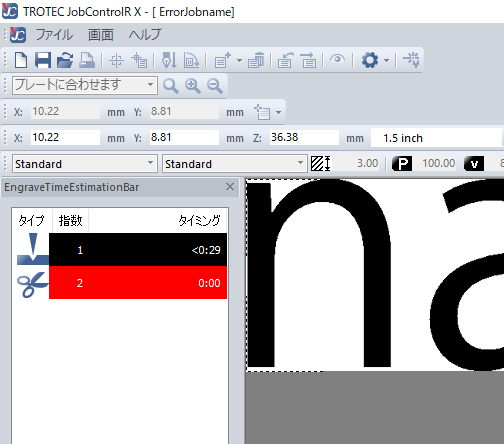 TROTEC JobControlR X - [ ErrorJobname]
ファイル 画面 ヘルプ
プレートに合わせます
X: 10.22 mm Y: 8.81 mm
X: 10.22 mm Y: 8.81 mm Z: 36.38 mm 1.5 inch
Standard Standard 3.00 P 100.00 v 8
EngraveTimeEstimationBar
タイプ 指数 タイミング
1 <0:29
2 0:00
na